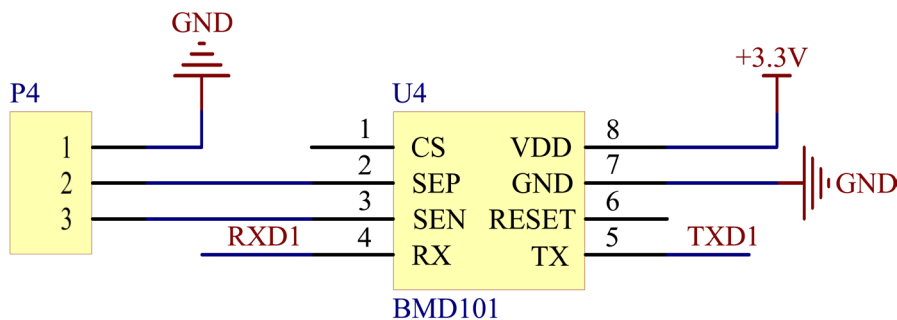 GND
+3.3V
P4
U4
1
2
3
1
CS
VDD
8
2
SEP
GND
7
GND
3
SEN
RESET
6
RXD1
4
RX
TX
5
TXD1
BMD101